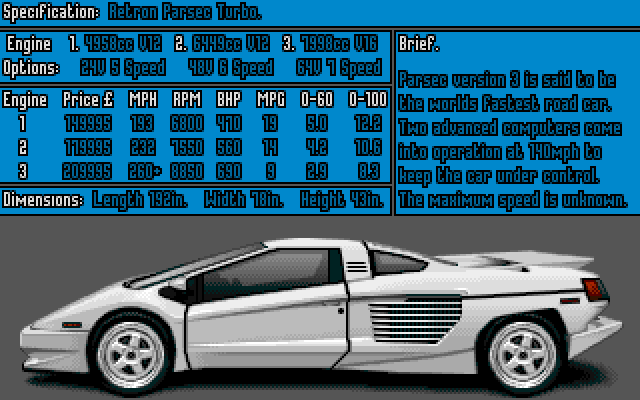 Specification: Retron Parsec Turbo.
Engine 1. 4958cc V12 2. 6449cc V12 3. 7998cc V16
Options: 24V 5 Speed 48V 6 Speed 64V 7 Speed
Engine Price£ MPH RPM BHP MPG 0-60 0-100
1 149995 193 6800 410 19 5.0 12.2
2 179995 232 7550 560 14 4.2 10.6
3 209995 260+ 8850 690 9 2.9 8.3
Dimensions: Length 192in. Width 78in. Height 43in.
Brief.
Parsec version 3 is said to be
the worlds fastest road car.
Two advanced computers come
into operation at 140mph to
keep the car under control.
The maximum speed is unknown.